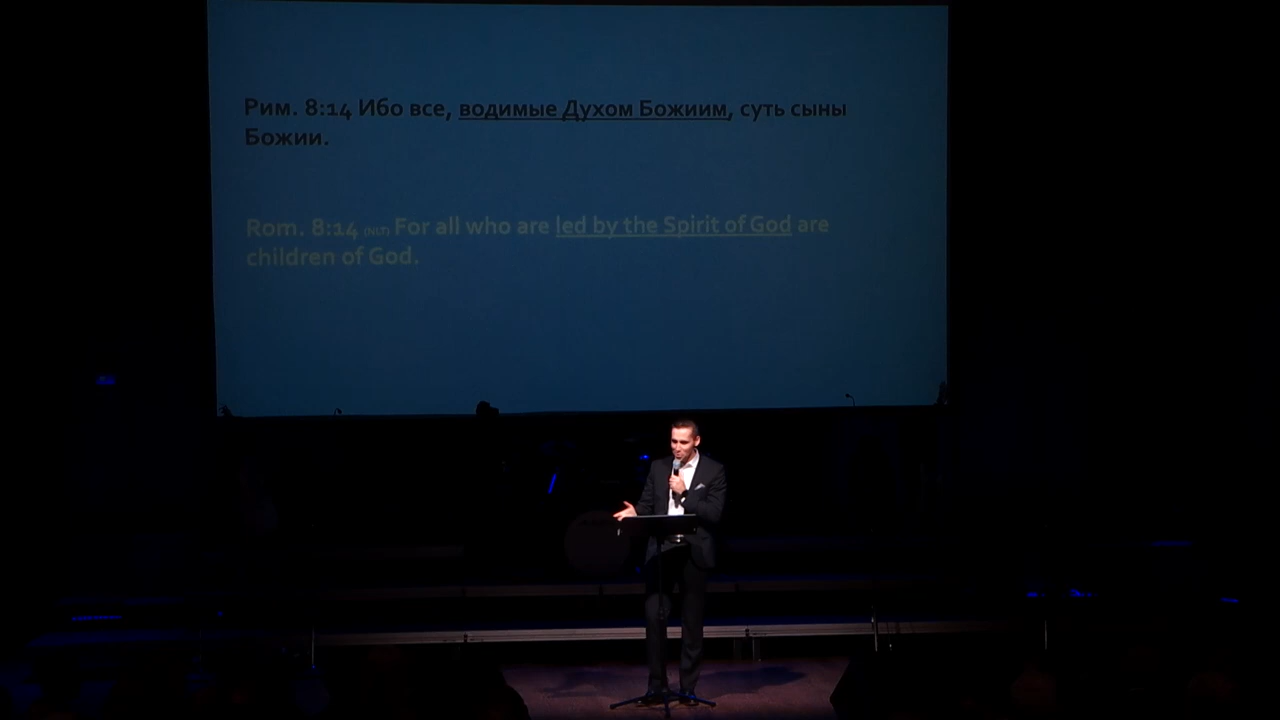 Рим. 8:14 Ибо все, водимые Духом Божиим, суть сыны
Божии.
Rom. 8:14 (NLT) For all who are led by the Spirit of God are
children of God.